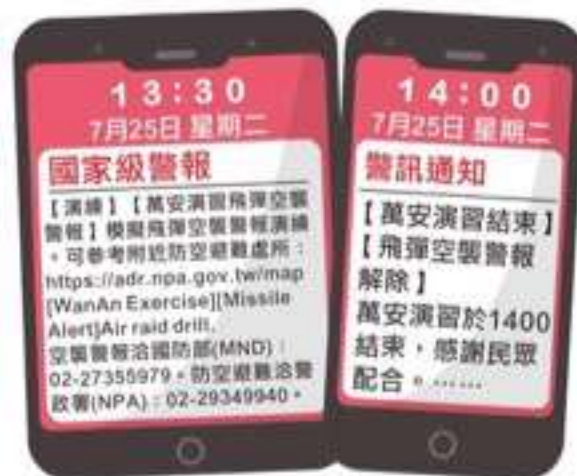 13:30
7月25日 星期二
國家級警報
【演練】【萬安演習飛彈空襲
警報】模擬飛彈空襲警報演練
。可參考附近防空避難處所：
https://adr.npa.gov.tw/map
[WanAn Exercise][Missile
Alert]Air raid drill.
空襲警報洽國防部(MND)：
02-27355979。防空避難洽警
政署(NPA)：02-29349940。
14:00
7月25日 星期二
警訊通知
【萬安演習結束】
【飛彈空襲警報
解除】
萬安演習於1400
結束，感謝民眾
配合。……